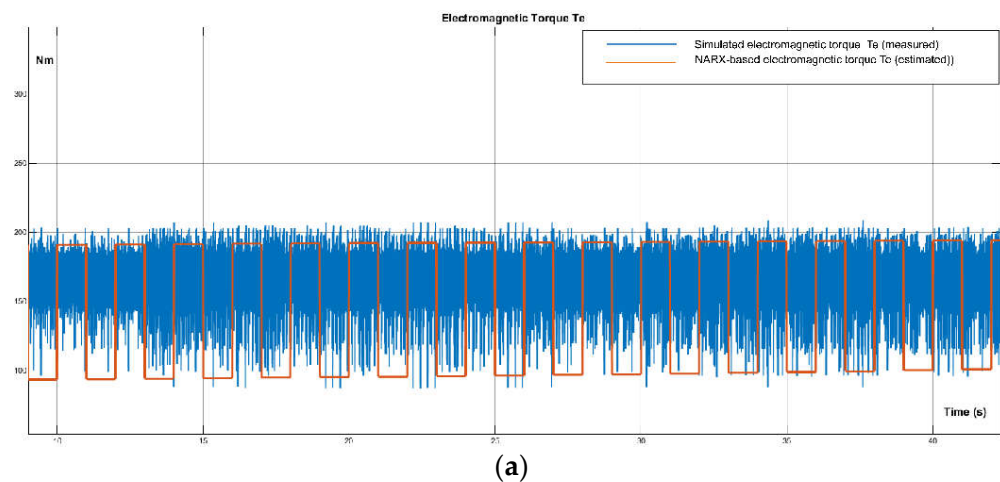 Electromagnetic Torque Te
Nm
Simulated electromagnetic torque Te (measured)
NARX-based electromagnetic torque Te (estimated))
300
250
200
150
100
Time (s)
10 15 20 25 30 35 40
(a)